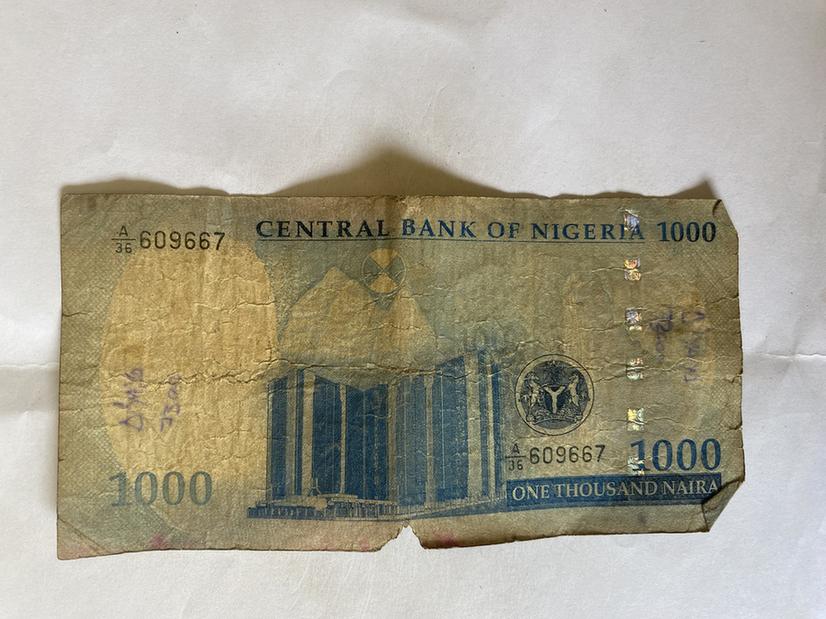 A/36 609667
CENTRAL BANK OF NIGERIA 1000
A/36 609667
1000
1000
ONE THOUSAND NAIRA